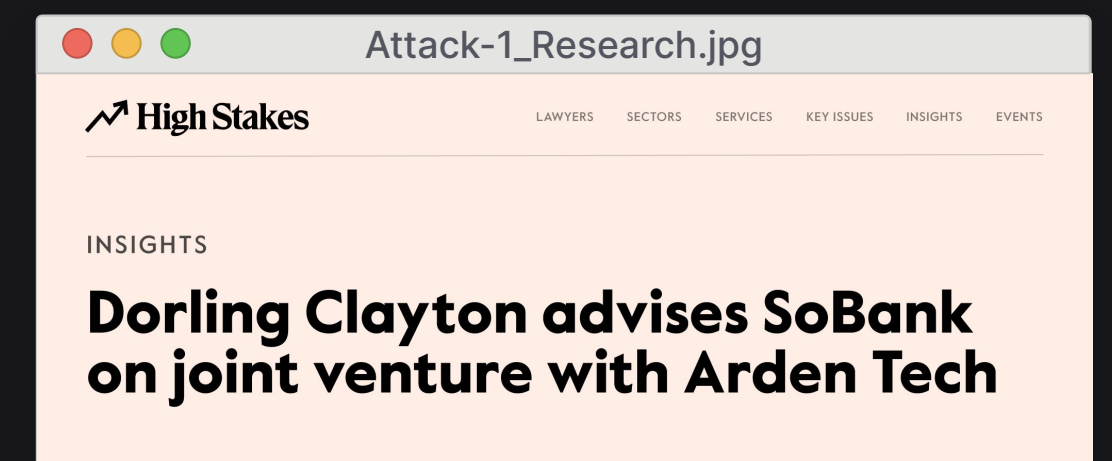 Attack-1_Research.jpg
High Stakes
LAWYERS SECTORS SERVICES KEY ISSUES INSIGHTS EVENTS
INSIGHTS
Dorling Clayton advises SoBank
on joint venture with Arden Tech